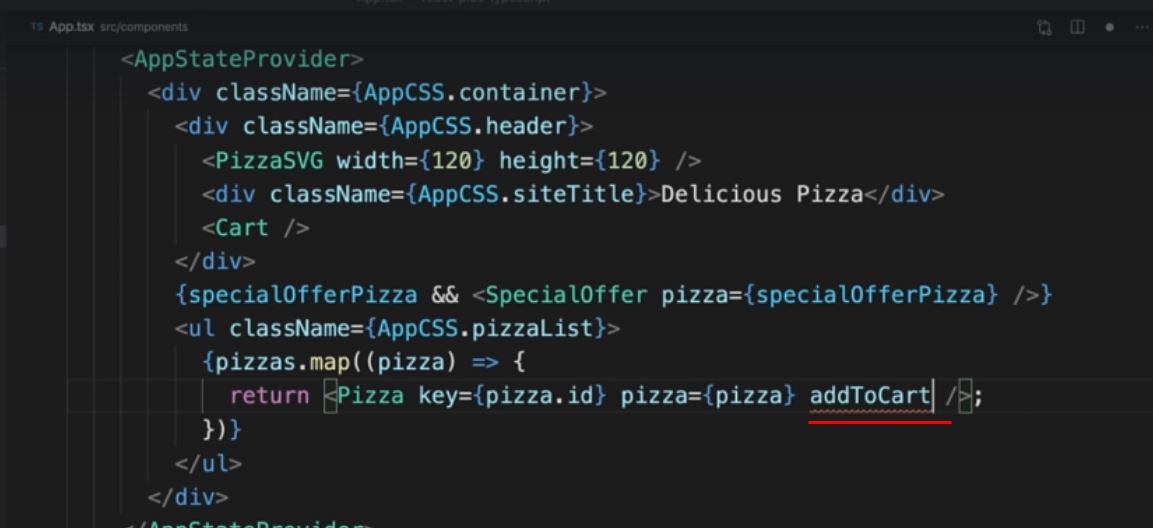 TS App.tsx src/components
<AppStateProvider>
<div className={AppCSS.container}>
<div className={AppCSS.header}>
<PizzaSVG width={120} height={120} />
<div className={AppCSS.siteTitle}>Delicious Pizza</div>
<Cart />
</div>
{specialOfferPizza && <SpecialOffer pizza={specialOfferPizza} />}
<ul className={AppCSS.pizzaList}>
{pizzas.map((pizza) => {
return <Pizza key={pizza.id} pizza={pizza} addToCart />;
})}
</ul>
</div>
</AppStateProvider>